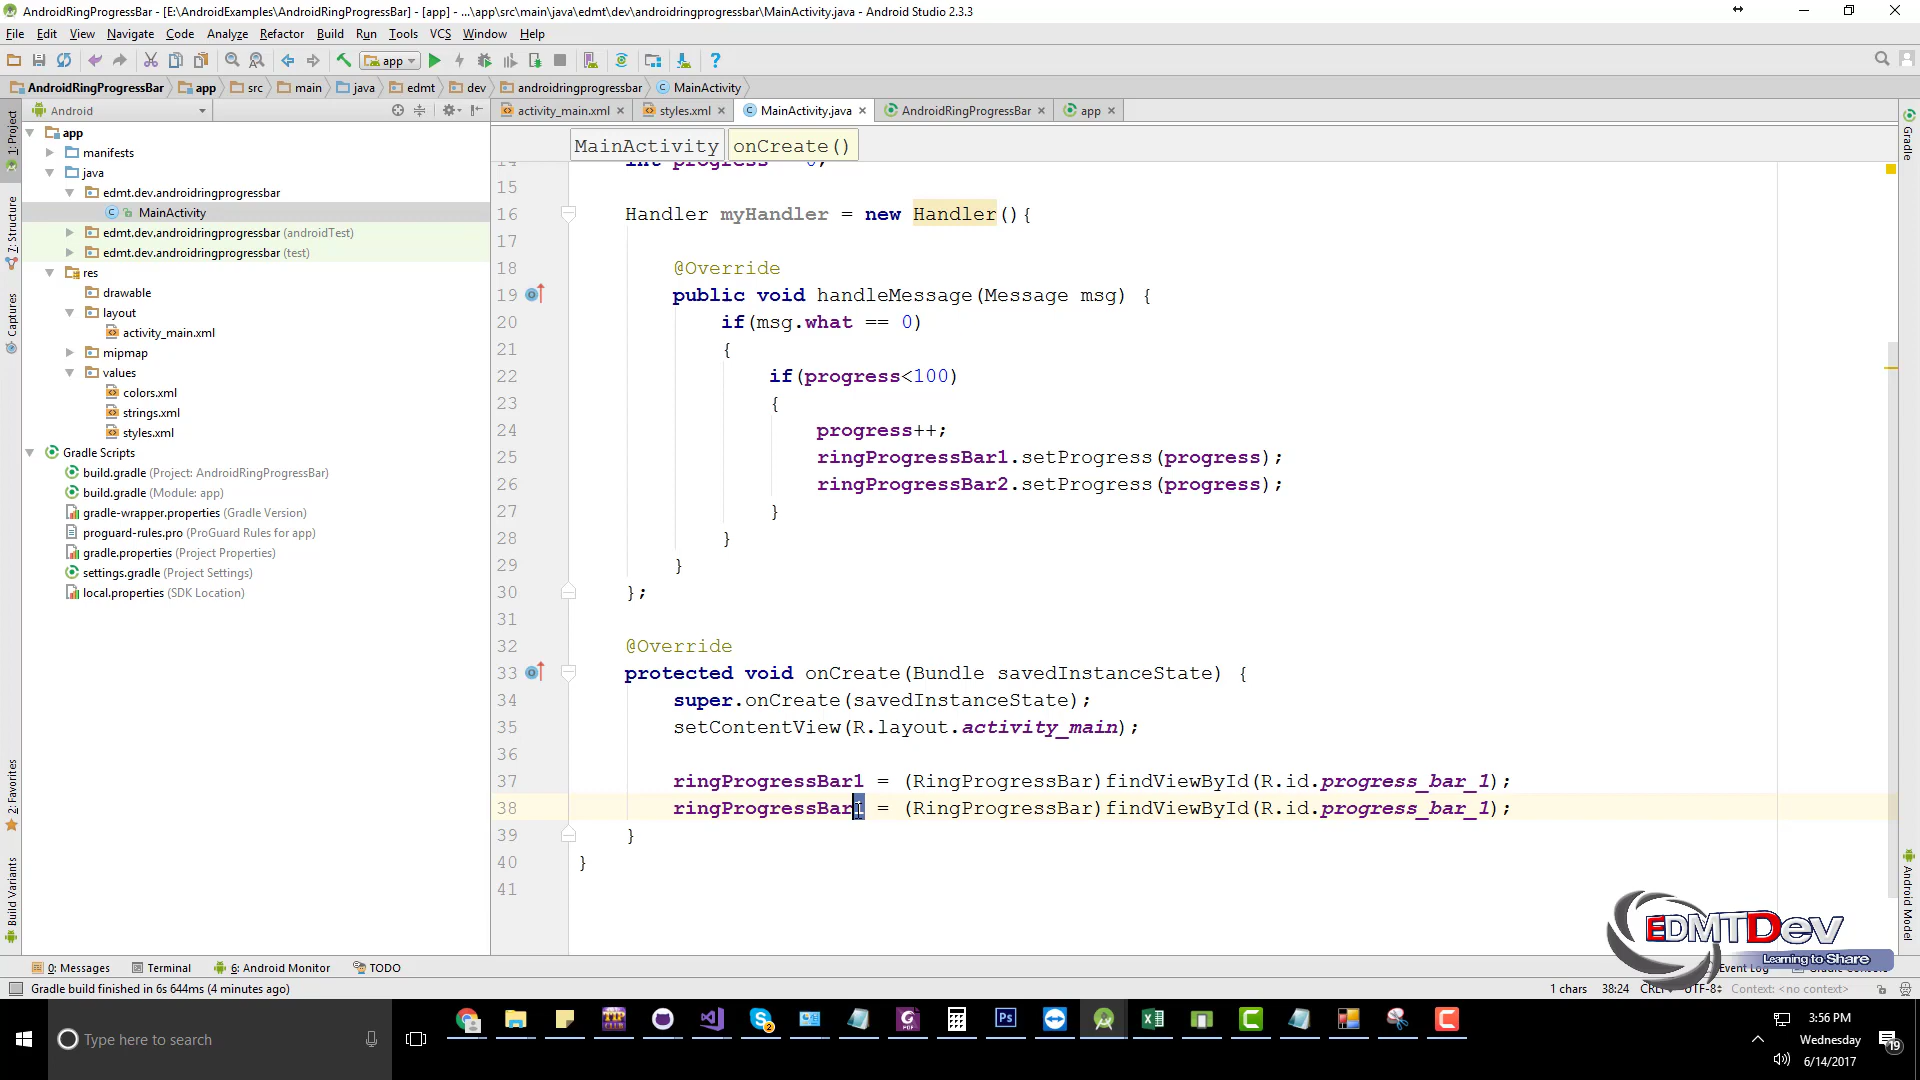 AndroidRingProgressBar - [E:\AndroidExamples\AndroidRingProgressBar] - [app] - ...\app\src\main\java\edmt\dev\androidringprogressbar\MainActivity.java - Android Studio 2.3.3
File Edit View Navigate Code Analyze Refactor Build Run Tools VCS Window Help
app
AndroidRingProgressBar app src main java edmt dev androidringprogressbar MainActivity
Android
activity_main.xml styles.xml MainActivity.java AndroidRingProgressBar app
MainActivity onCreate()
1: Project
7: Structure
Captures
2: Favorites
Build Variants
Gradle
Android Model
app
manifests
java
edmt.dev.androidringprogressbar
MainActivity
edmt.dev.androidringprogressbar (androidTest)
edmt.dev.androidringprogressbar (test)
res
drawable
layout
activity_main.xml
mipmap
values
colors.xml
strings.xml
styles.xml
Gradle Scripts
build.gradle (Project: AndroidRingProgressBar)
build.gradle (Module: app)
gradle-wrapper.properties (Gradle Version)
proguard-rules.pro (ProGuard Rules for app)
gradle.properties (Project Properties)
settings.gradle (Project Settings)
local.properties (SDK Location)
14 int progress = 0;
15
16 Handler myHandler = new Handler(){
17
18 @Override
19 public void handleMessage(Message msg) {
20 if(msg.what == 0)
21 {
22 if(progress<100)
23 {
24 progress++;
25 ringProgressBar1.setProgress(progress);
26 ringProgressBar2.setProgress(progress);
27 }
28 }
29 }
30 };
31
32 @Override
33 protected void onCreate(Bundle savedInstanceState) {
34 super.onCreate(savedInstanceState);
35 setContentView(R.layout.activity_main);
36
37 ringProgressBar1 = (RingProgressBar)findViewById(R.id.progress_bar_1);
38 ringProgressBar1 = (RingProgressBar)findViewById(R.id.progress_bar_1);
39 }
40 }
41
EDMTDev
Learning to Share
0: Messages Terminal 6: Android Monitor TODO Event Log
Gradle build finished in 6s 644ms (4 minutes ago) 1 chars 38:24 CRLF UTF-8 Context: <no context>
Type here to search
3:56 PM
Wednesday
6/14/2017
19